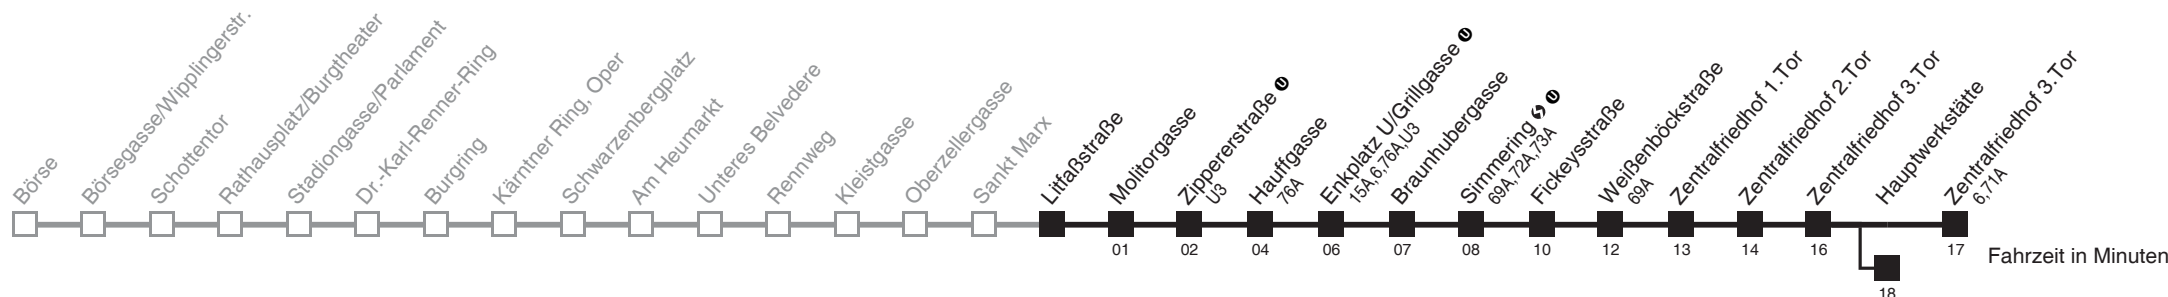 Börse
Börsegasse/Wipplingerstr.
Schottentor
Rathausplatz/Burgtheater
Stadiongasse/Parlament
Dr.-Karl-Renner-Ring
Burgring
Kärntner Ring, Oper
Schwarzenbergplatz
Am Heumarkt
Unteres Belvedere
Rennweg
Kleistgasse
Oberzellergasse
Sankt Marx
Litfaßstraße
Molitorgasse
01
Zippererstraße U
U3
02
Hauffgasse
76A
04
Enkplatz U/Grillgasse U
15A,6,76A,U3
06
Braunhubergasse
07
Simmering S U
69A,72A,73A
08
Fickeysstraße
10
Weißenböckstraße
69A
12
Zentralfriedhof 1.Tor
13
Zentralfriedhof 2.Tor
14
Zentralfriedhof 3.Tor
16
Hauptwerkstätte
18
Zentralfriedhof 3.Tor
6,71A
17
Fahrzeit in Minuten